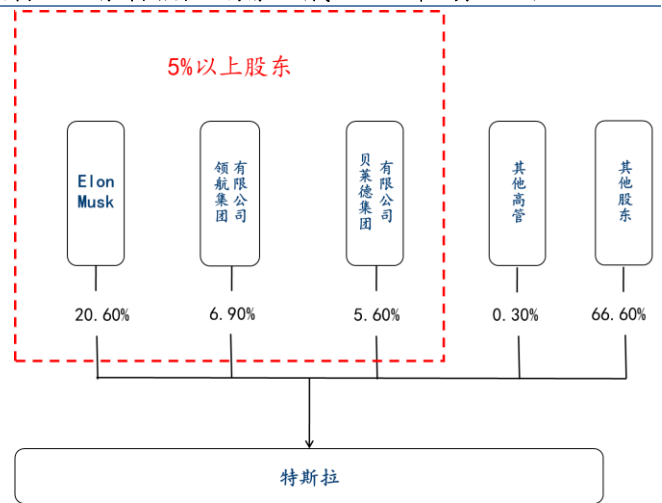 5%以上股东
Elon
Musk
领航集团
有限公司
贝莱德集团
有限公司
其他高管
其他股东
20.60%
6.90%
5.60%
0.30%
66.60%
特斯拉